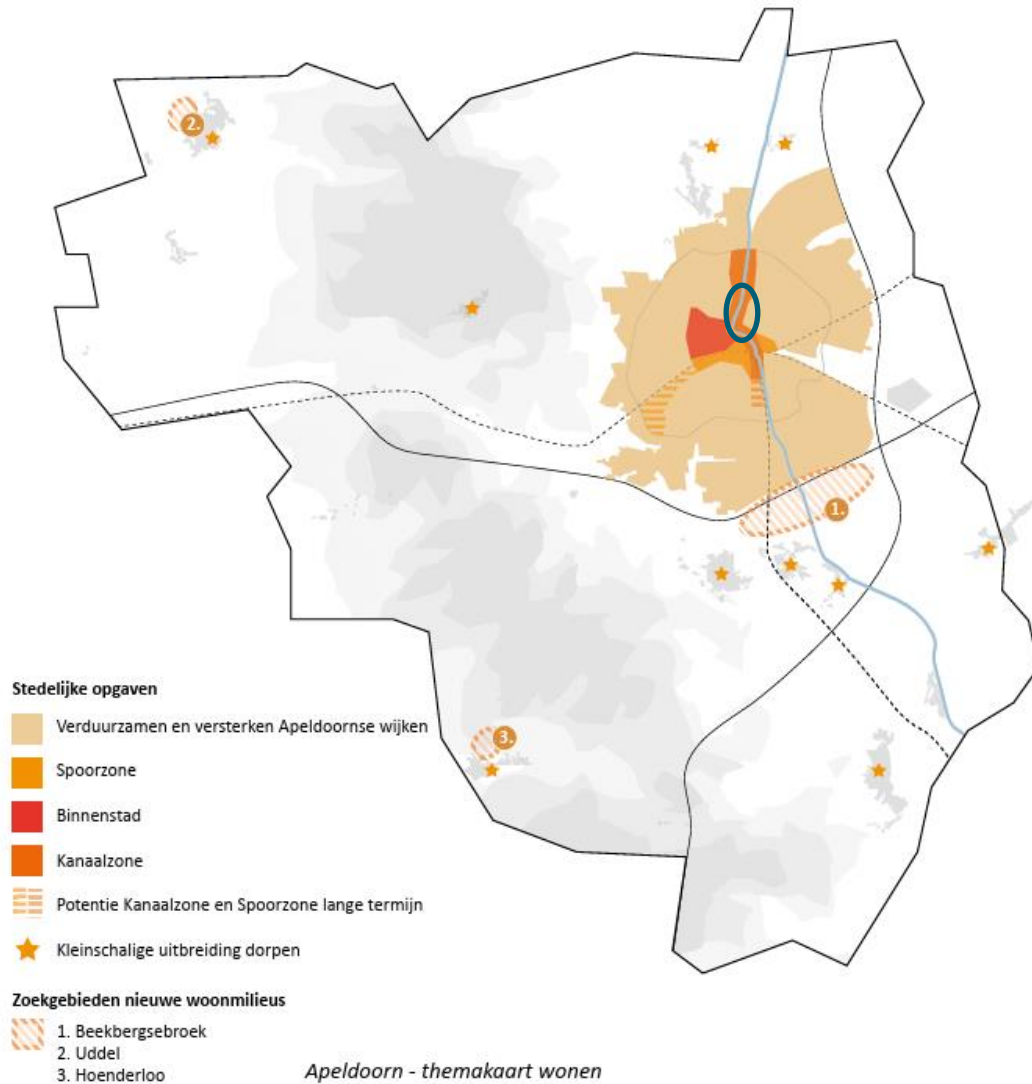 2.
1.
3.
Stedelijke opgaven
Verduurzamen en versterken Apeldoornse wijken
Spoorzone
Binnenstad
Kanaalzone
Potentie Kanaalzone en Spoorzone lange termijn
Kleinschalige uitbreiding dorpen
Zoekgebieden nieuwe woonmilieus
1. Beekbergsebroek
2. Uddel
3. Hoenderloo
Apeldoorn - themakaart wonen